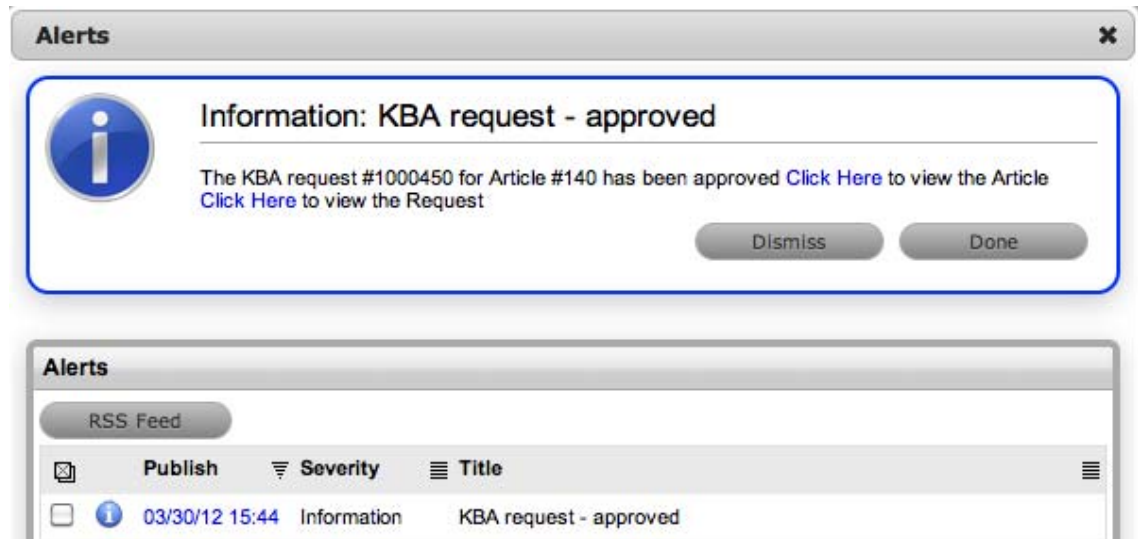 Alerts
Information: KBA request - approved
The KBA request #1000450 for Article #140 has been approved Click Here to view the Article
Click Here to view the Request
Dismiss Done
Alerts
RSS Feed
Publish Severity Title
03/30/12 15:44 Information KBA request - approved